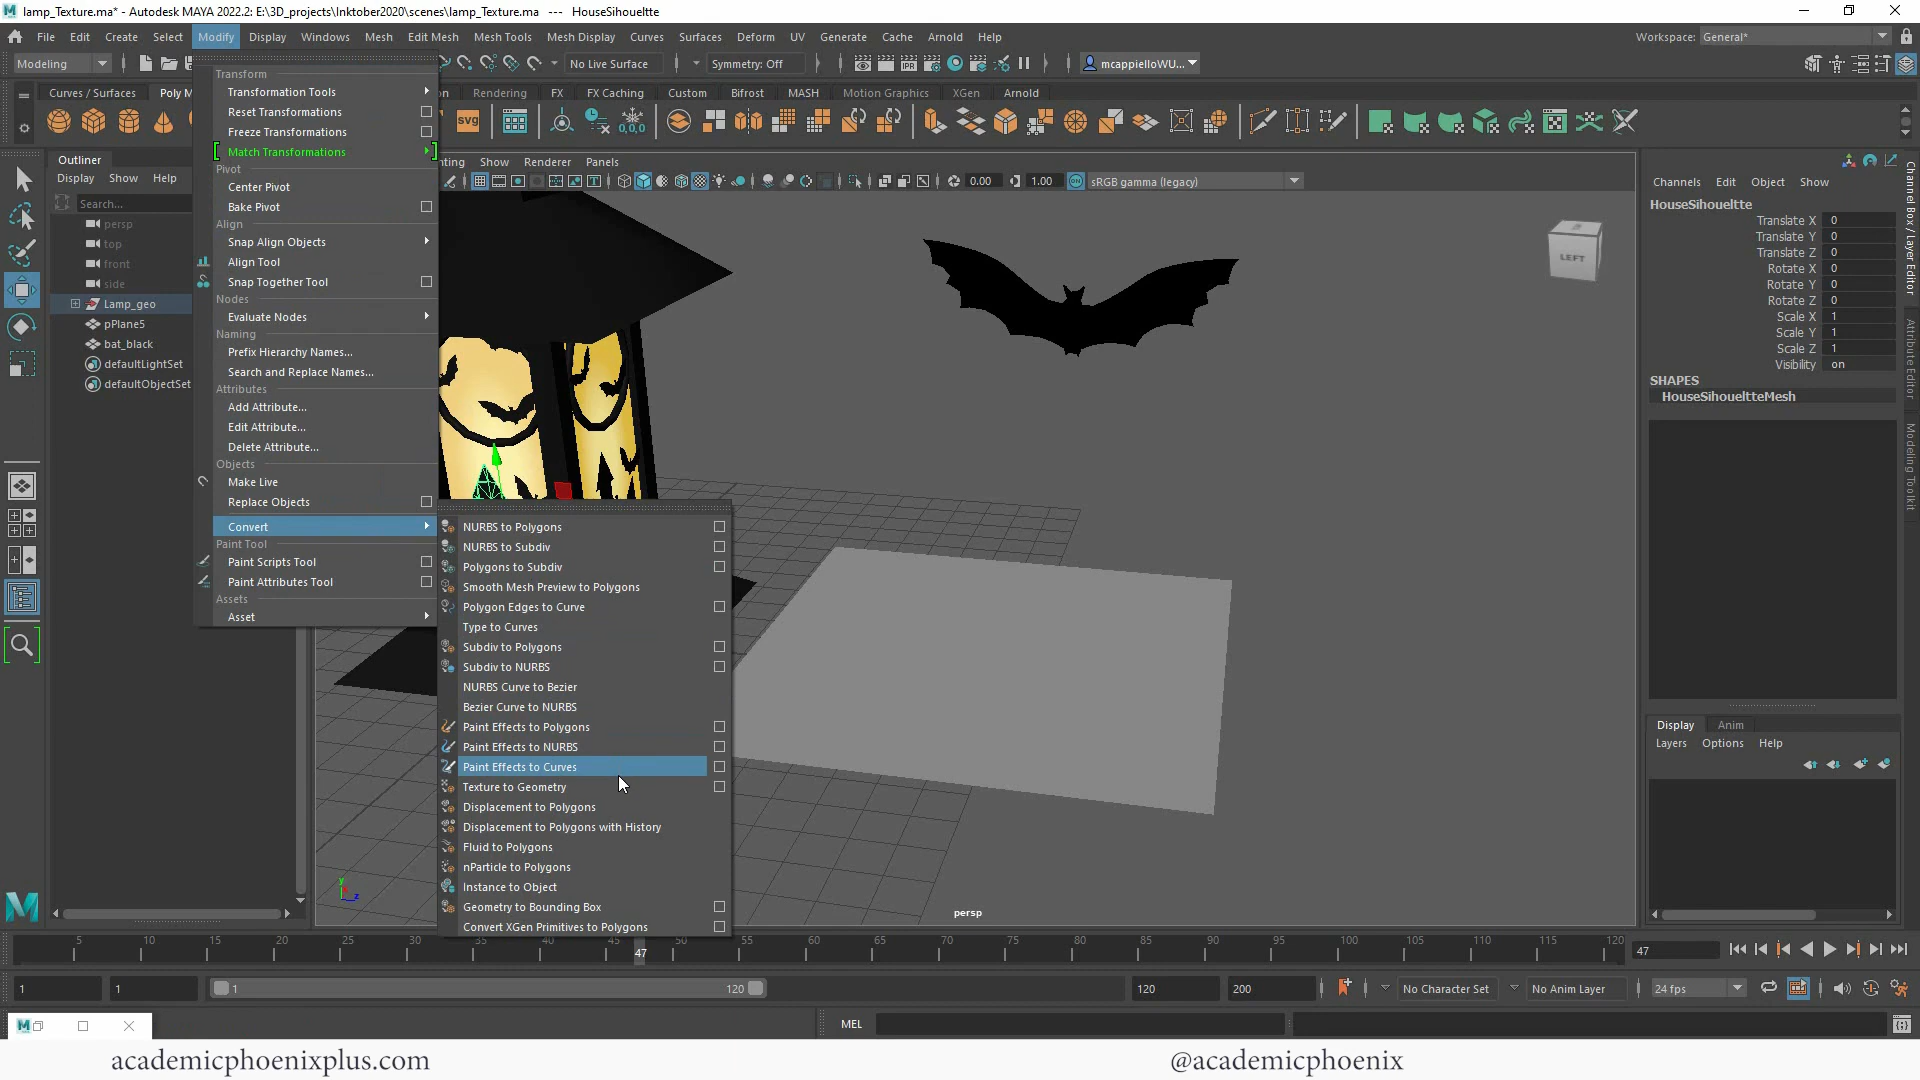 lamp_Texture.ma* - Autodesk MAYA 2022.2: E:\3D_projects\Inktober2020\scenes\lamp_Texture.ma --- HouseSihoueltte
File Edit Create Select Modify Display Windows Mesh Edit Mesh Mesh Tools Mesh Display Curves Surfaces Deform UV Generate Cache Arnold Help Workspace: General*
Modeling No Live Surface Symmetry: Off mcappielloWU...
Curves / Surfaces Poly M Rendering FX FX Caching Custom Bifrost MASH Motion Graphics XGen Arnold
svg 0,0,0
Outliner
Display Show Help
Search...
persp
top
front
side
Lamp_geo
pPlane5
bat_black
defaultLightSet
defaultObjectSet
Transform
Transformation Tools
Reset Transformations
Freeze Transformations
Match Transformations
Pivot
Center Pivot
Bake Pivot
Align
Snap Align Objects
Align Tool
Snap Together Tool
Nodes
Evaluate Nodes
Naming
Prefix Hierarchy Names...
Search and Replace Names...
Attributes
Add Attribute...
Edit Attribute...
Delete Attribute...
Objects
Make Live
Replace Objects
Convert
Paint Tool
Paint Scripts Tool
Paint Attributes Tool
Assets
Asset
NURBS to Polygons
NURBS to Subdiv
Polygons to Subdiv
Smooth Mesh Preview to Polygons
Polygon Edges to Curve
Type to Curves
Subdiv to Polygons
Subdiv to NURBS
NURBS Curve to Bezier
Bezier Curve to NURBS
Paint Effects to Polygons
Paint Effects to NURBS
Paint Effects to Curves
Texture to Geometry
Displacement to Polygons
Displacement to Polygons with History
Fluid to Polygons
nParticle to Polygons
Instance to Object
Geometry to Bounding Box
Convert XGen Primitives to Polygons
ting Show Renderer Panels
0.00 1.00 sRGB gamma (legacy)
LEFT
persp
Channels Edit Object Show
HouseSihoueltte
Translate X 0
Translate Y 0
Translate Z 0
Rotate X 0
Rotate Y 0
Rotate Z 0
Scale X 1
Scale Y 1
Scale Z 1
Visibility on
SHAPES
HouseSihoueltteMesh
Display Anim
Layers Options Help
Channel Box / Layer Editor
Attribute Editor
Modeling Toolkit
5 10 15 20 25 30 35 40 45 50 55 60 65 70 75 80 85 90 95 100 105 110 115 120
47 47
1 1 1 120 120 200 No Character Set No Anim Layer 24 fps
MEL
academicphoenixplus.com @academicphoenix